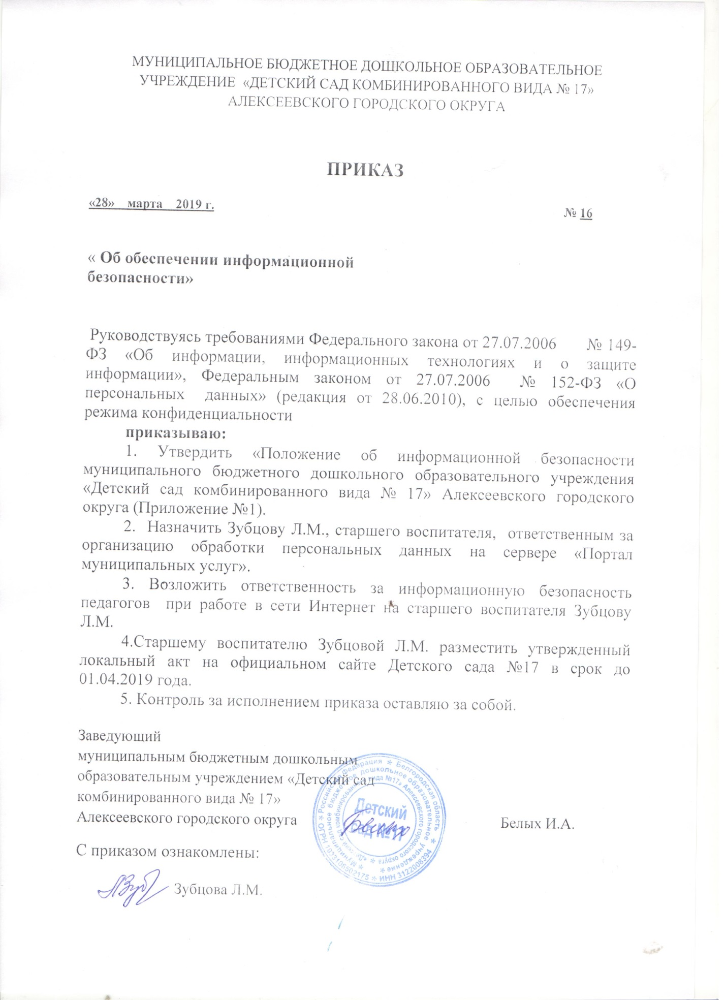 МУНИЦИПАЛЬНОЕ БЮДЖЕТНОЕ ДОШКОЛЬНОЕ ОБРАЗОВАТЕЛЬНОЕ
УЧРЕЖДЕНИЕ «ДЕТСКИЙ САД КОМБИНИРОВАННОГО ВИДА № 17»
АЛЕКСЕЕВСКОГО ГОРОДСКОГО ОКРУГА
ПРИКАЗ
«28» марта 2019 г.
№ 16
« Об обеспечении информационной
безопасности»
Руководствуясь требованиями Федерального закона от 27.07.2006 № 149-
ФЗ «Об информации, информационных технологиях и о защите
информации», Федеральным законом от 27.07.2006 № 152-ФЗ «О
персональных данных» (редакция от 28.06.2010), с целью обеспечения
режима конфиденциальности
приказываю:
1. Утвердить «Положение об информационной безопасности
муниципального бюджетного дошкольного образовательного учреждения
«Детский сад комбинированного вида № 17» Алексеевского городского
округа (Приложение №1).
2. Назначить Зубцову Л.М., старшего воспитателя, ответственным за
организацию обработки персональных данных на сервере «Портал
муниципальных услуг».
3. Возложить ответственность за информационную безопасность
педагогов при работе в сети Интернет на старшего воспитателя Зубцову
Л.М.
4.Старшему воспитателю Зубцовой Л.М. разместить утвержденный
локальный акт на официальном сайте Детского сада №17 в срок до
01.04.2019 года.
5. Контроль за исполнением приказа оставляю за собой.
Заведующий
муниципальным бюджетным дошкольным
образовательным учреждением «Детский сад
комбинированного вида № 17»
Алексеевского городского округа
Белых И.А.
Российская Федерация * Белгородская область *
ОГРН 1033106502175 * ИНН 3122008394
* Муниципальное бюджетное дошкольное образовательное учреждение *
«Детский сад комбинированного вида №17» Алексеевского городского округа *
Детский
сад №17
С приказом ознакомлены:
Зубцова Л.М.